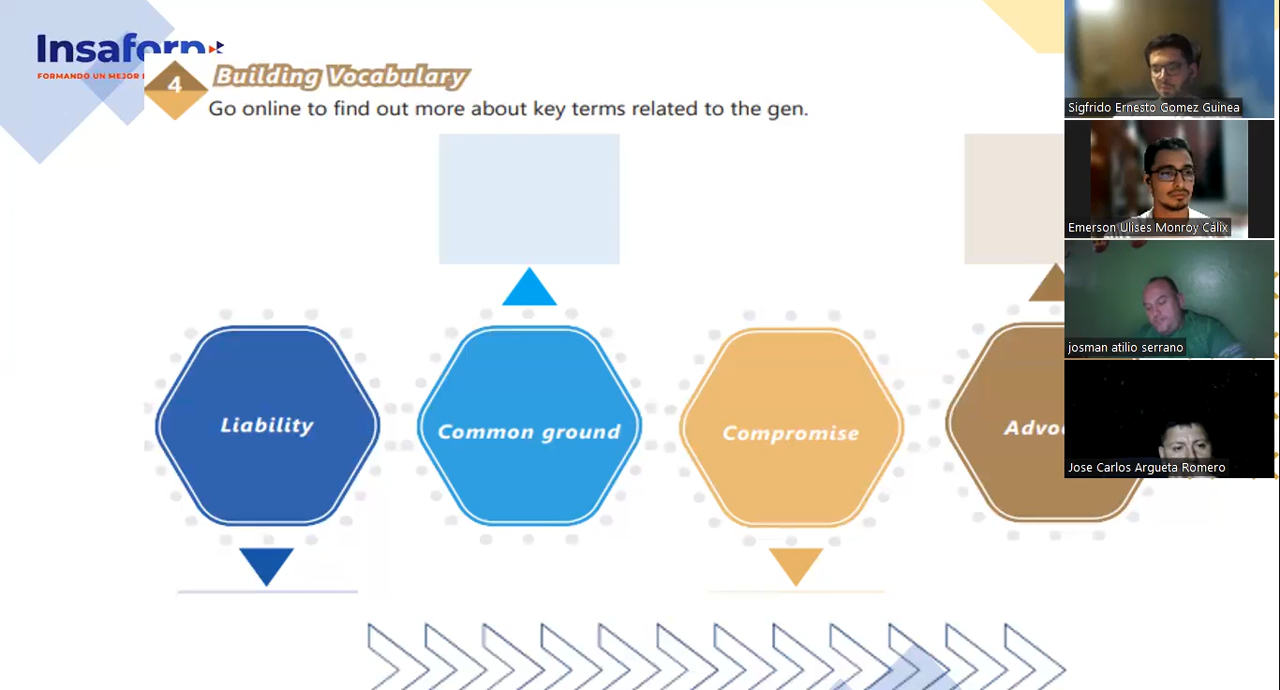 Insaforp
FORMANDO UN MEJOR
4
Building Vocabulary
Go online to find out more about key terms related to the gen.
Liability
Common ground
Compromise
Sigfrido Ernesto Gomez Guinea
Emerson Ulises Monroy Cálix
josman atilio serrano
Jose Carlos Argueta Romero